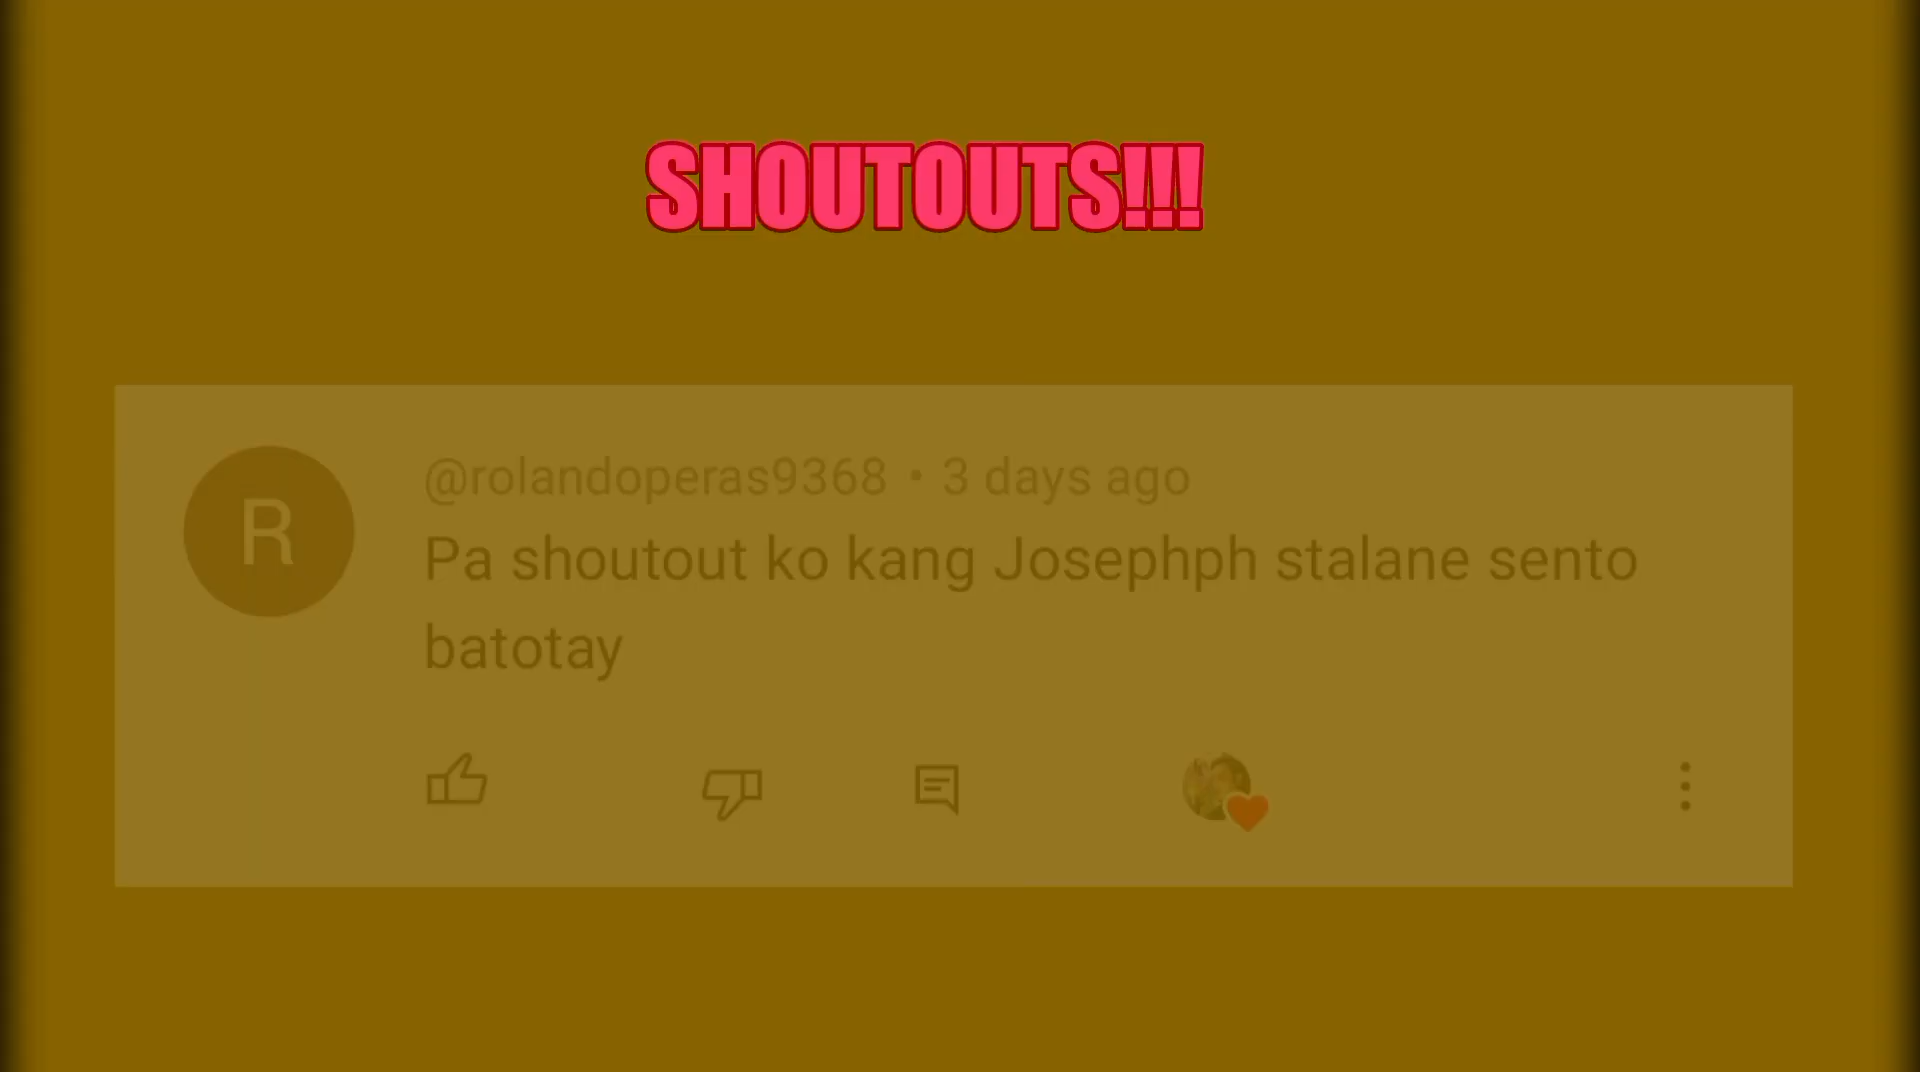 SHOUTOUTS!!!
R
@rolandoperas9368 • 3 days ago
Pa shoutout ko kang Josephph stalane sento
batotay